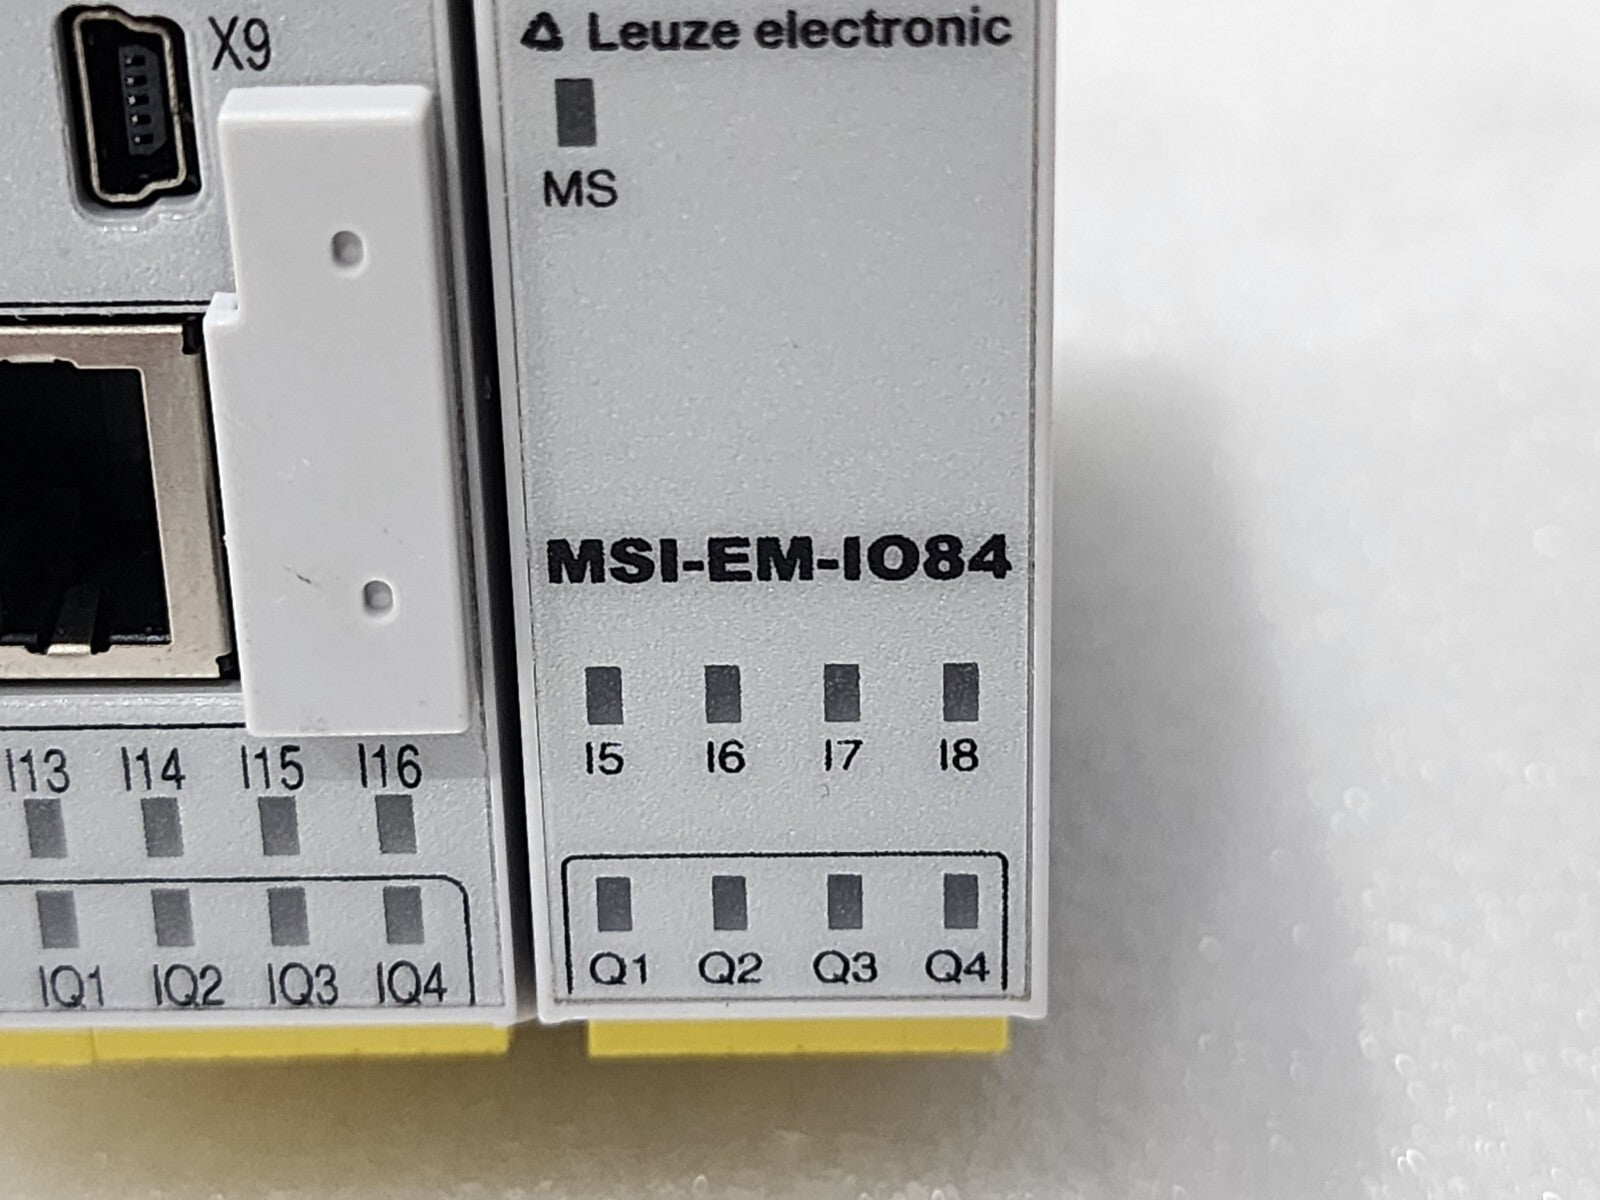 X9
Leuze electronic
MS
MSI-EM-IO84
I5 I6 I7 I8
I13 I14 I15 I16
Q1 Q2 Q3 Q4
IQ1 IQ2 IQ3 IQ4